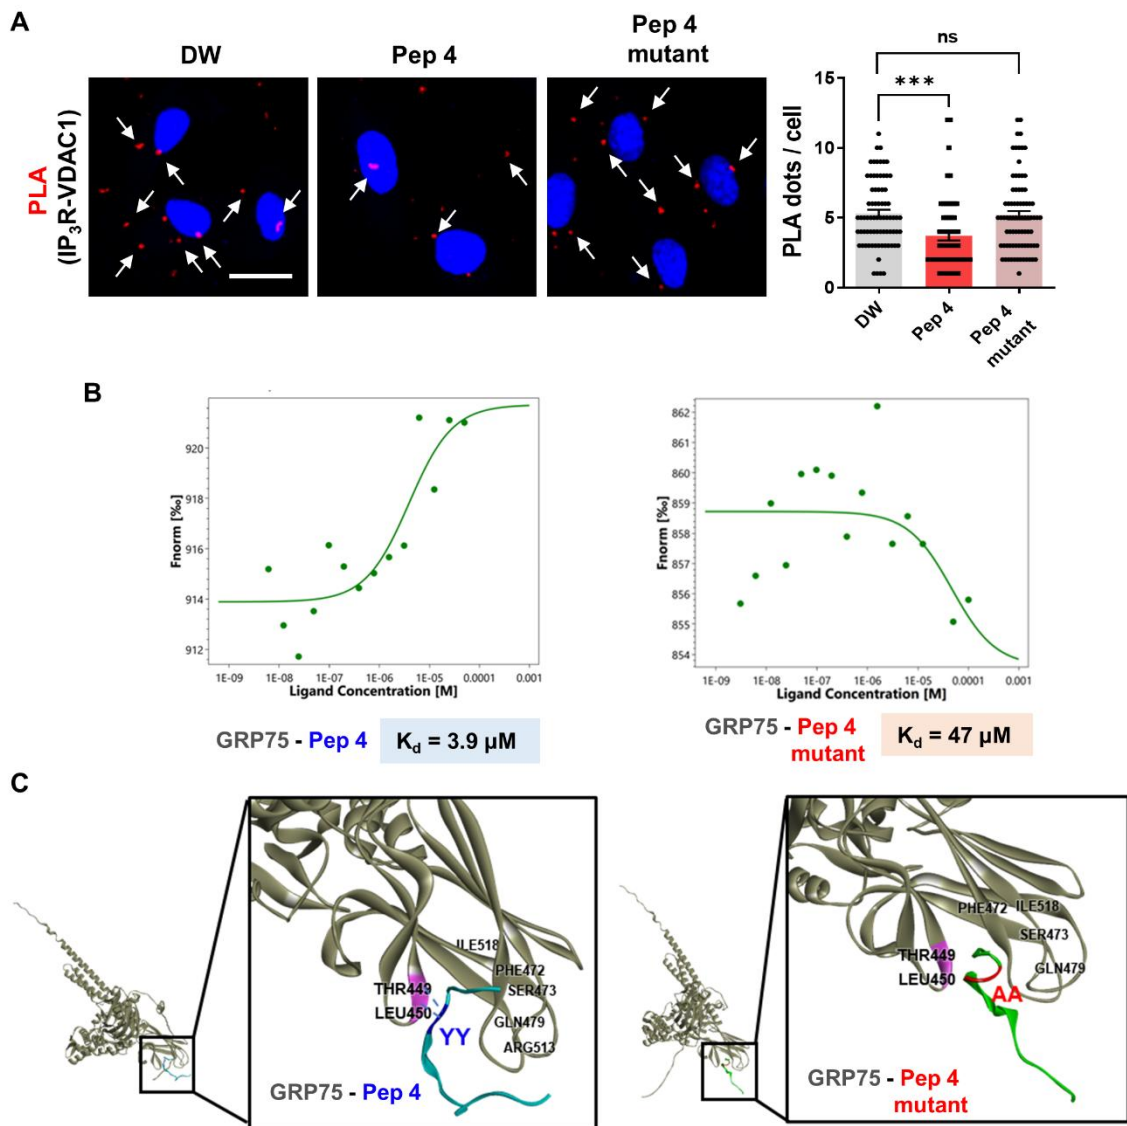 A
DW
Pep 4
Pep 4
mutant
PLA
(IP3R-VDAC1)
ns
***
15
10
5
0
PLA dots / cell
DW
Pep 4
Pep 4
mutant
B
920
918
916
914
912
Fnorm [‰]
1E-09 1E-08 1E-07 1E-06 1E-05 0.0001 0.001
Ligand Concentration [M]
GRP75 - Pep 4
Kd = 3.9 µM
862
861
860
859
858
857
856
855
854
Fnorm [‰]
1E-09 1E-08 1E-07 1E-06 1E-05 0.0001 0.001
Ligand Concentration [M]
GRP75 - Pep 4
mutant
Kd = 47 µM
C
ILE518
PHE472
THR449
SER473
LEU450
GLN479
YY
ARG513
GRP75 - Pep 4
PHE472 ILE518
SER473
THR449
LEU450
GLN479
AA
GRP75 - Pep 4
mutant